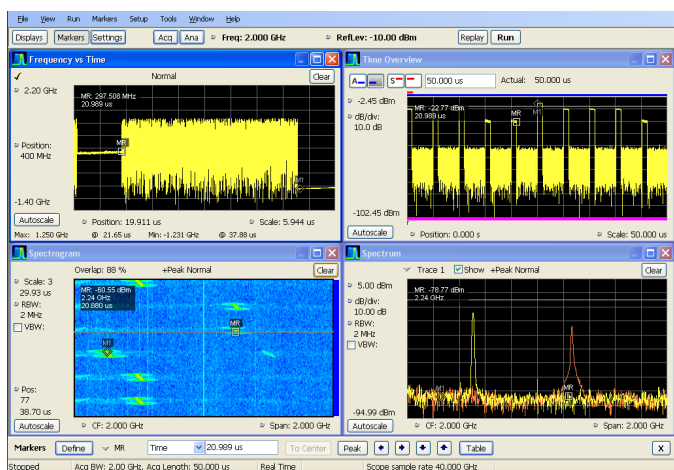 File View Run Markers Setup Tools Window Help
Displays Markers Settings Acq Ana Freq: 2.000 GHz RefLev: -10.00 dBm Replay Run
Frequency vs Time
Normal Clear
2.20 GHz
MR: 297.508 MHz
20.989 us
MR
Position:
400 MHz
M1
-1.40 GHz
Autoscale Position: 19.911 us Scale: 5.944 us
Max: 1.250 GHz @ 21.65 us Min: -1.231 GHz @ 37.88 us
Time Overview
A S 50.000 us Actual: 50.000 us
-2.45 dBm
MR: -22.77 dBm
20.989 us
MR M1
dB/div:
10.0 dB
-102.45 dBm
Autoscale Position: 0.000 s Scale: 50.000 us
Spectrogram
Overlap: 88 % +Peak Normal Clear
Scale: 3
29.93 us
MR: -60.55 dBm
2.24 GHz
20.880 us
RBW:
2 MHz
VBW:
MR
M1
Pos:
77
38.70 us
Autoscale CF: 2.000 GHz Span: 2.000 GHz
Spectrum
Trace 1 Show +Peak Normal Clear
5.00 dBm
MR: -78.77 dBm
2.24 GHz
dB/div:
10.00 dB
RBW:
2 MHz
VBW:
M1 MR
-94.99 dBm
Autoscale CF: 2.000 GHz Span: 2.000 GHz
Markers Define MR Time 20.989 us To Center Peak Table X
Stopped Acq BW: 2.00 GHz, Acq Length: 50.000 us Real Time Scope sample rate 40.000 GHz